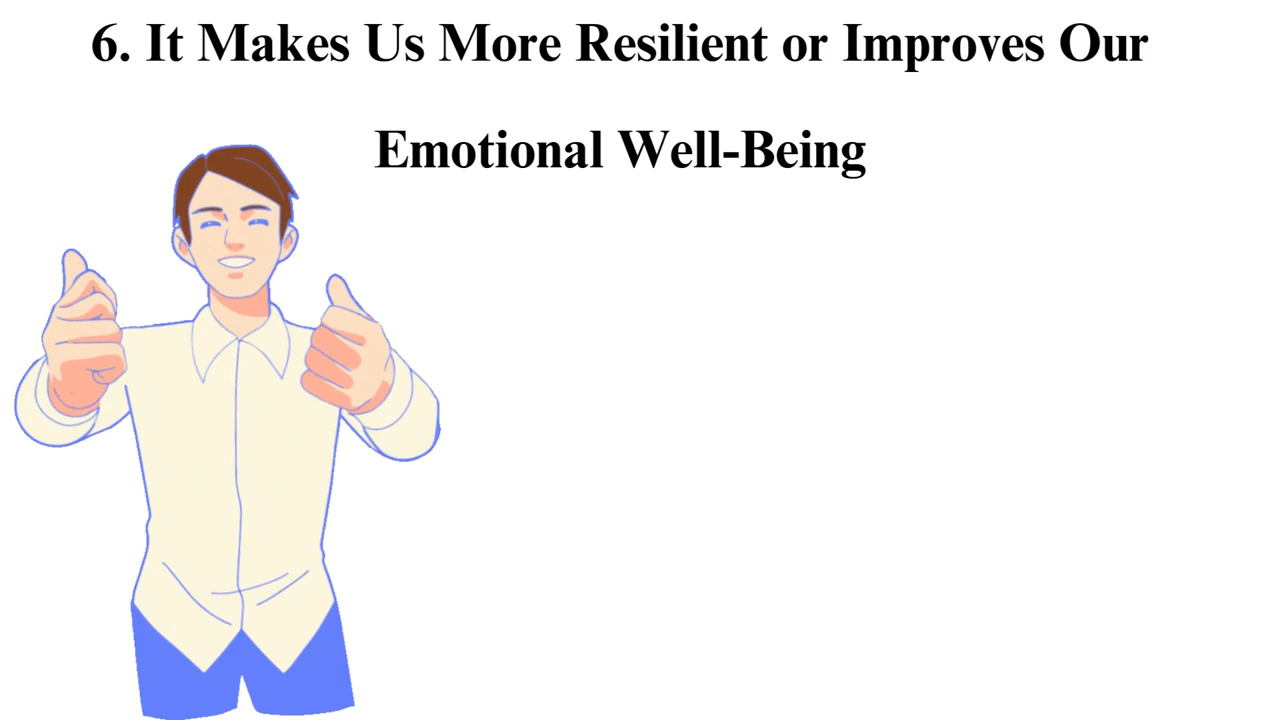 6. It Makes Us More Resilient or Improves Our
Emotional Well-Being